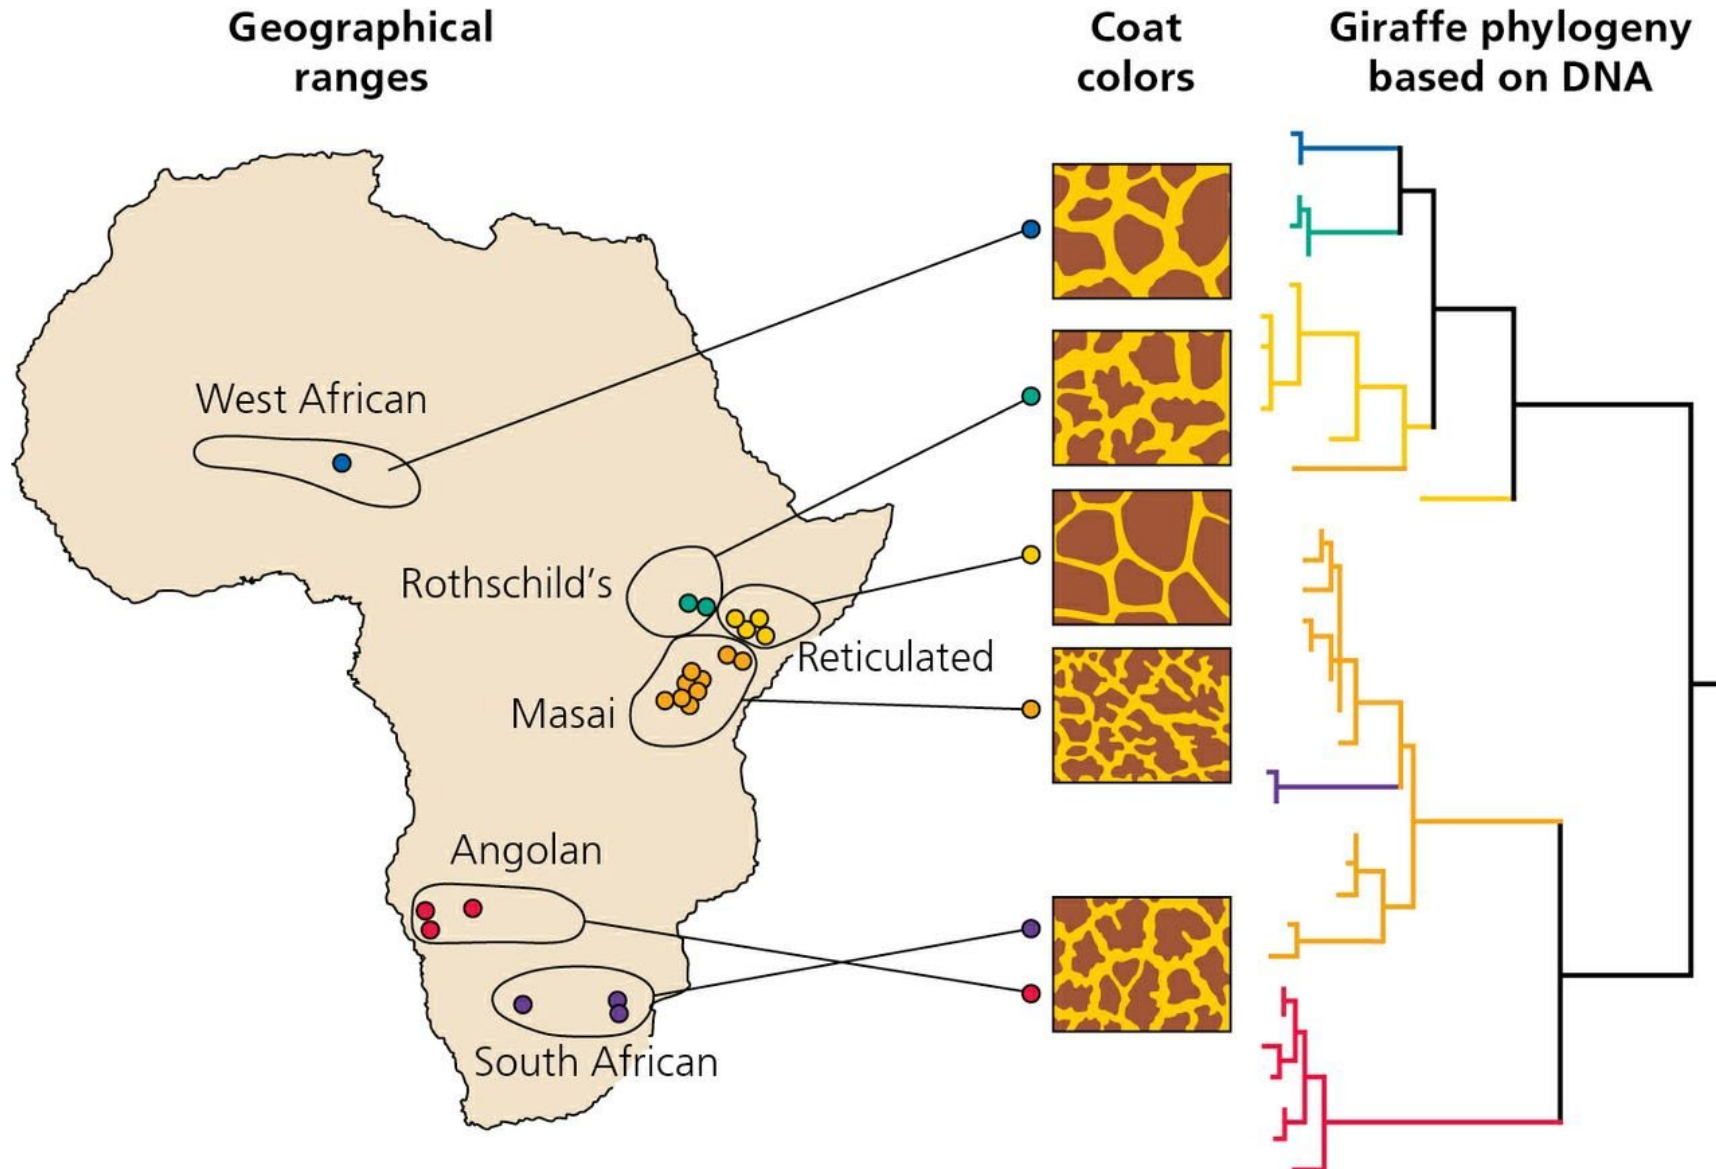 Geographical
ranges
Coat
colors
Giraffe phylogeny
based on DNA
West African
Rothschild’s
Reticulated
Masai
Angolan
South African